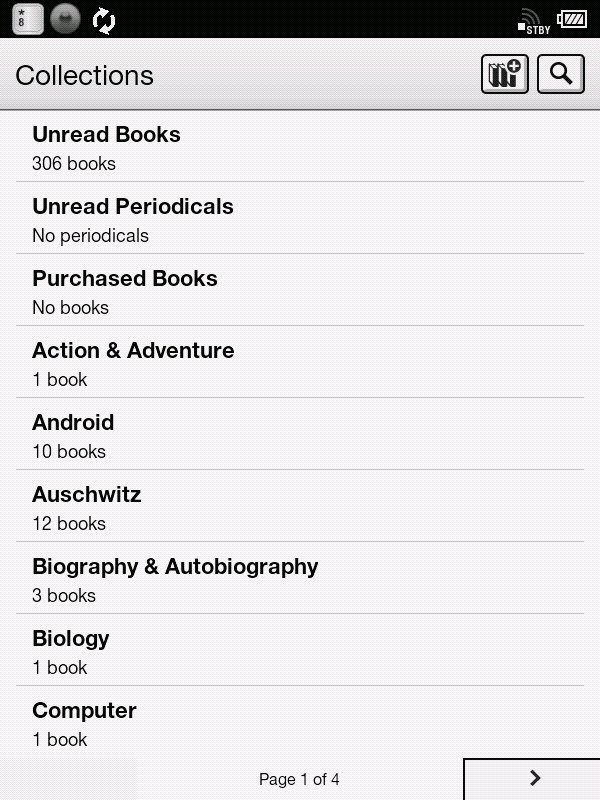 *
8
STBY
Collections
Unread Books
306 books
Unread Periodicals
No periodicals
Purchased Books
No books
Action & Adventure
1 book
Android
10 books
Auschwitz
12 books
Biography & Autobiography
3 books
Biology
1 book
Computer
1 book
Page 1 of 4